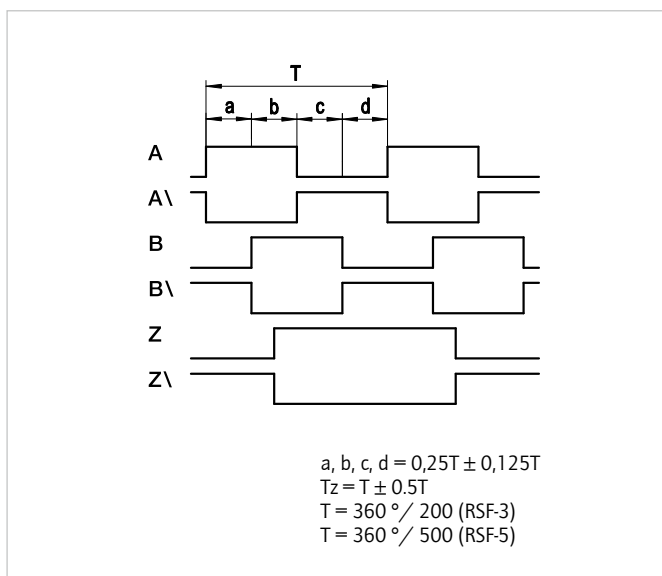 T
a b c d
A
A\
B
B\
Z
Z\
a, b, c, d = 0,25T ± 0,125T
Tz = T ± 0.5T
T = 360 °/ 200 (RSF-3)
T = 360 °/ 500 (RSF-5)